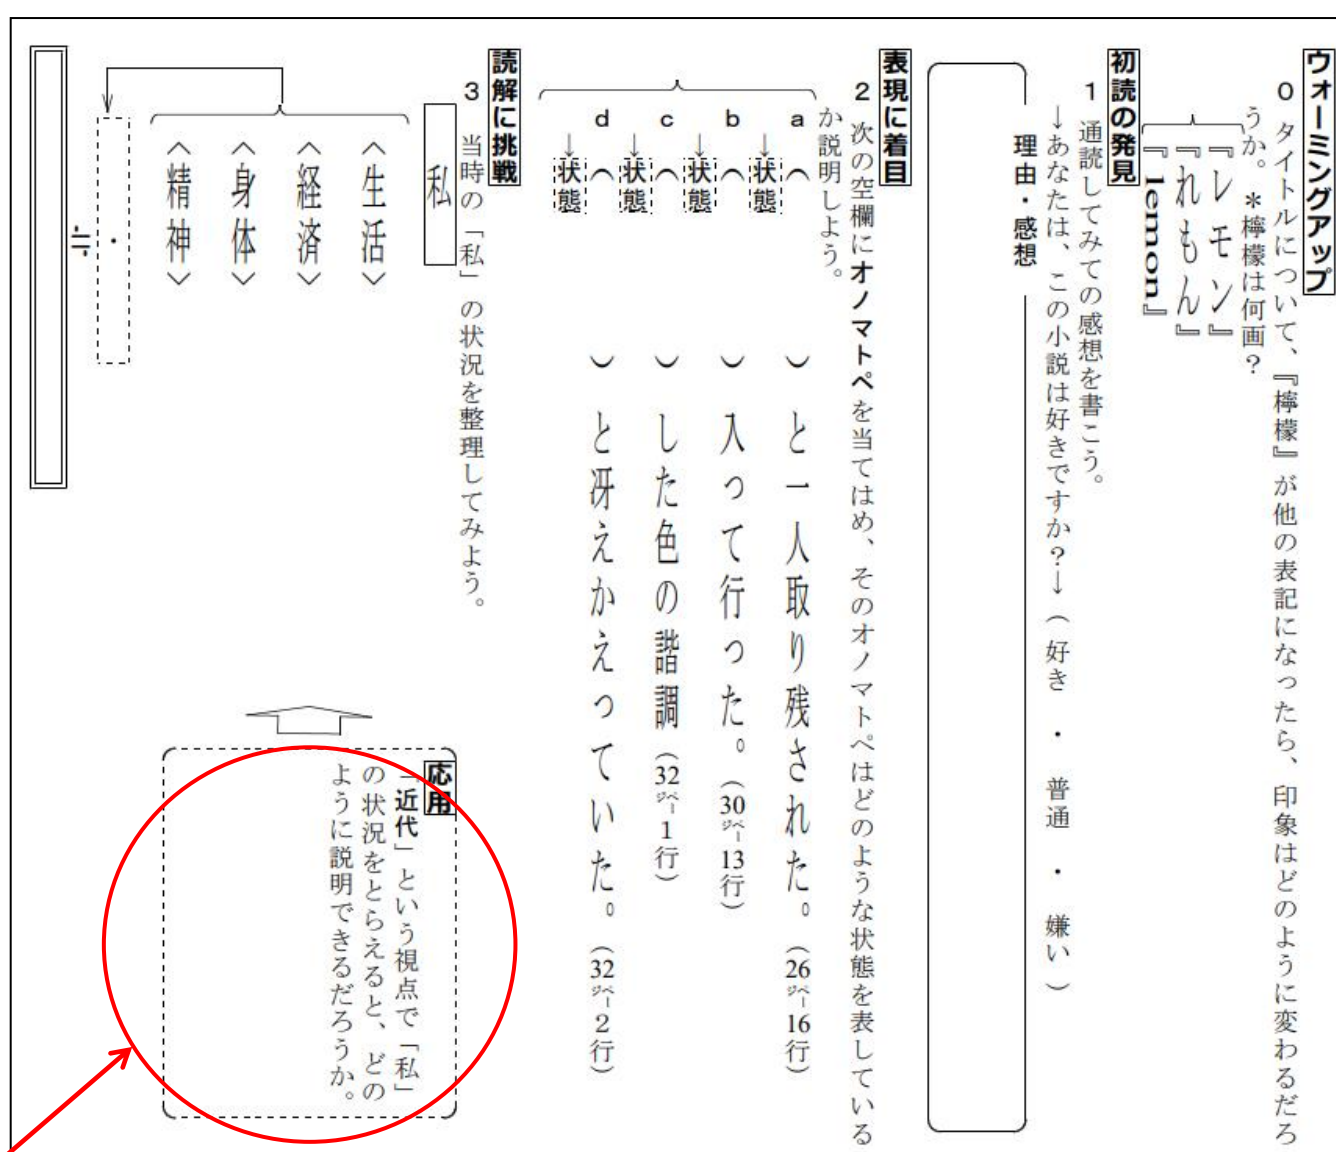 ウォーミングアップ
0 タイトルについて、『檸檬』が他の表記になったら、印象はどのように変わるだろ
うか。 *檸檬は何画?
『レモン』
『れもん』
『lemon』
初読の発見
1 通読してみての感想を書こう。
→あなたは、この小説は好きですか?→(好き ・ 普通 ・ 嫌い)
理由・感想
表現に着目
2 次の空欄にオノマトペを当てはめ、そのオノマトペはどのような状態を表している
か説明しよう。
a( )と一人取り残された。(26ページ16行)
→状態
b( )入って行った。(30ページ13行)
→状態
c( )した色の諧調(32ページ1行)
→状態
d( )と冴えかえっていた。(32ページ2行)
→状態
読解に挑戦
3 当時の「私」の状況を整理してみよう。
私
〈生活〉
〈経済〉
〈身体〉
〈精神〉
・
≒
応用
「近代」という視点で「私」
の状況をとらえると、どの
ように説明できるだろうか。